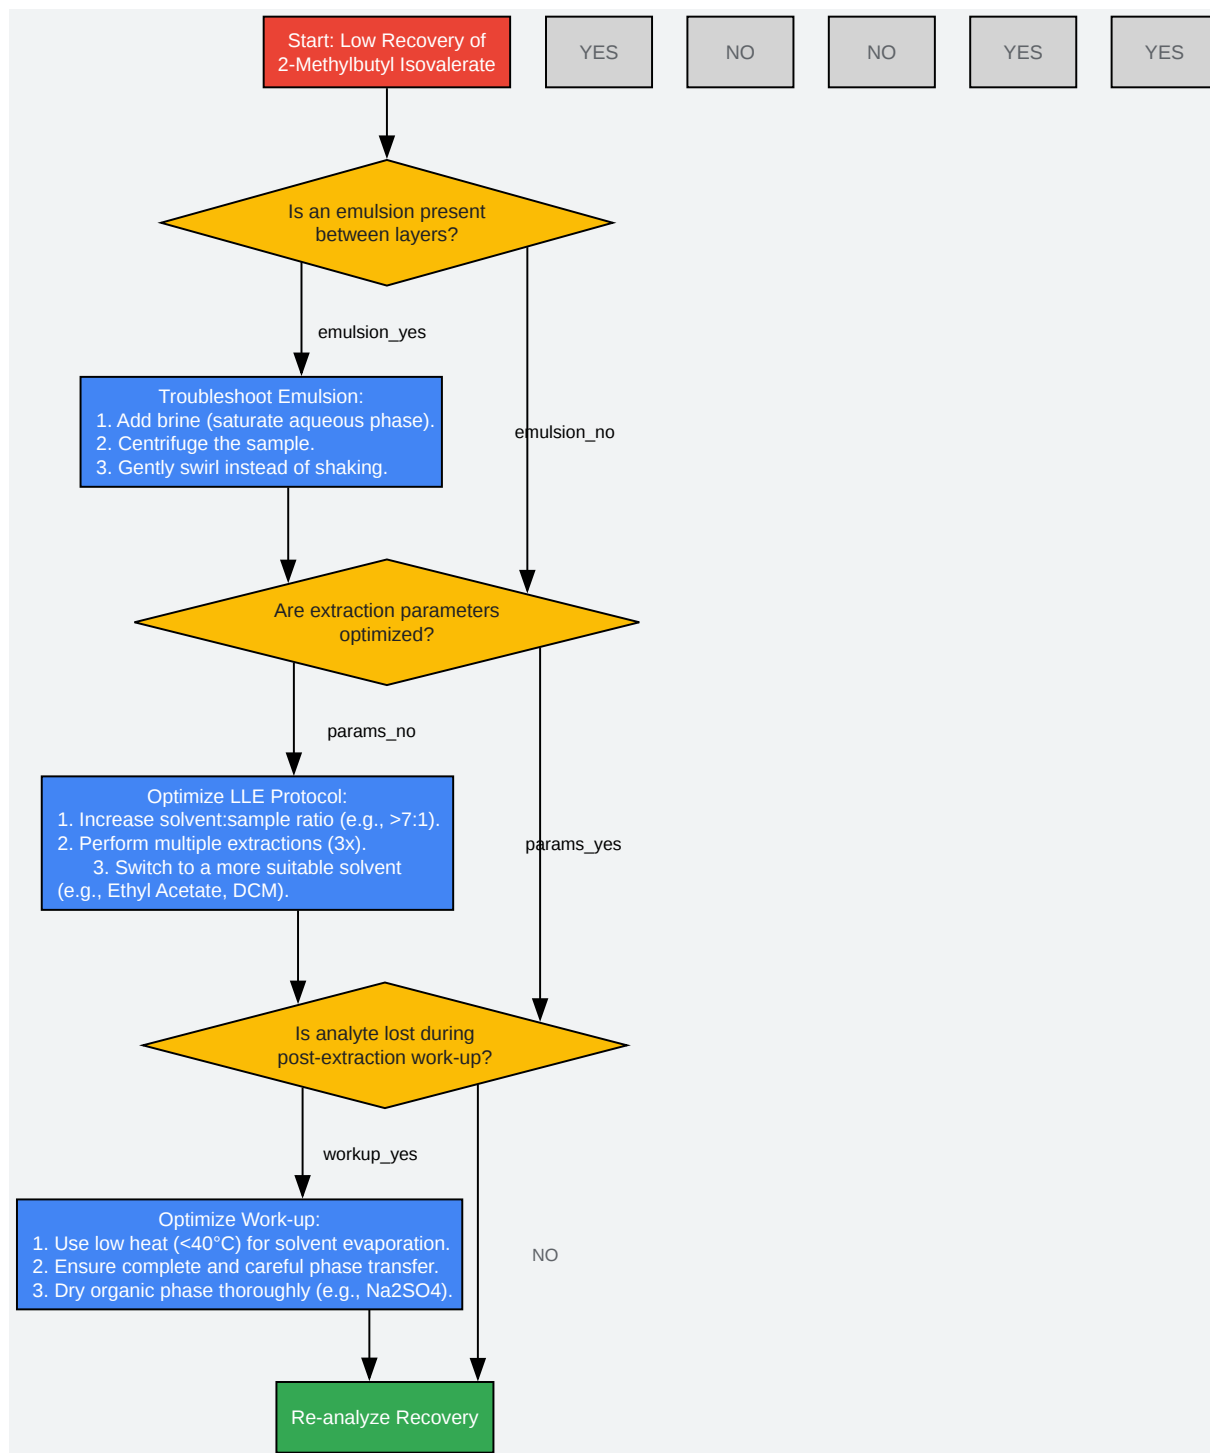 Start: Low Recovery of
2-Methylbutyl Isovalerate
YES
NO
NO
YES
YES
Is an emulsion present
between layers?
emulsion_yes
Troubleshoot Emulsion:
1. Add brine (saturate aqueous phase).
2. Centrifuge the sample.
3. Gently swirl instead of shaking.
emulsion_no
Are extraction parameters
optimized?
params_no
Optimize LLE Protocol:
1. Increase solvent:sample ratio (e.g., >7:1).
2. Perform multiple extractions (3x).
3. Switch to a more suitable solvent
(e.g., Ethyl Acetate, DCM).
params_yes
Is analyte lost during
post-extraction work-up?
workup_yes
Optimize Work-up:
1. Use low heat (<40°C) for solvent evaporation.
2. Ensure complete and careful phase transfer.
3. Dry organic phase thoroughly (e.g., Na2SO4).
NO
Re-analyze Recovery